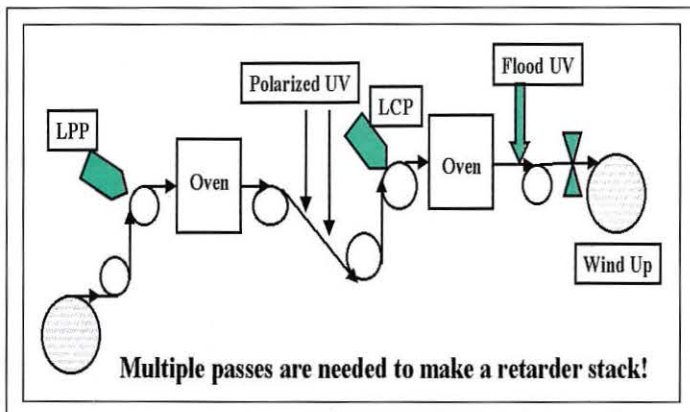 Polarized UV
Flood UV
LPP
LCP
Oven
Oven
Wind Up
Multiple passes are needed to make a retarder stack!